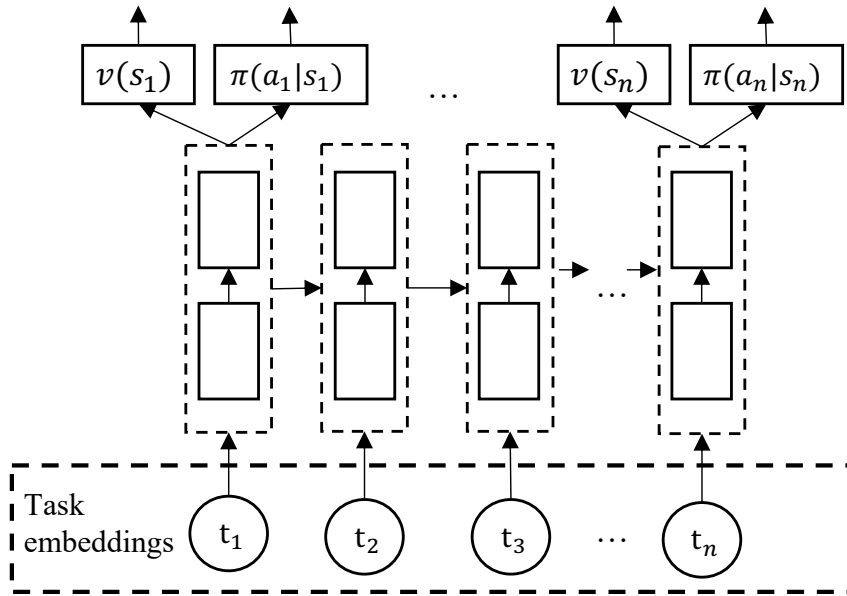 v(s₁) π(a₁|s₁) … v(sₙ) π(aₙ|sₙ)
…
Task
embeddings
t₁ t₂ t₃ … tₙ